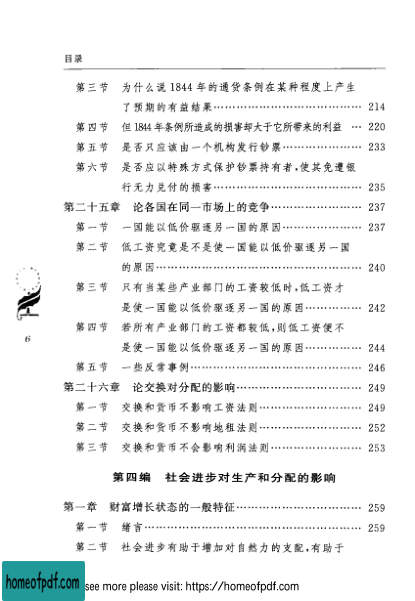 目录
第三节 为什么说1844年的通货条例在某种程度上产生
了预期的有益结果…………………………… 214
第四节 但1844年条例所造成的损害却大于它所带来的利益 … 220
第五节 是否只应该由一个机构发行钞票…………… 233
第六节 是否应以特殊方式保护钞票持有者,使其免遭银
行无力兑付的损害…………………………… 235
第二十五章 论各国在同一市场上的竞争……………… 237
第一节 一国能以低价驱逐另一国的原因…………… 237
第二节 低工资究竟是不是使一国能以低价驱逐另一国
的原因………………………………………… 240
第三节 只有当某些产业部门的工资较低时,低工资才
是使一国能以低价驱逐另一国的原因……… 242
第四节 若所有产业部门的工资都较低,则低工资便不
是使一国能以低价驱逐另一国的原因……… 244
第五节 一些反常事例………………………………… 246
第二十六章 论交换对分配的影响……………………… 249
第一节 交换和货币不影响工资法则………………… 249
第二节 交换和货币不影响地租法则………………… 252
第三节 交换和货币不会影响利润法则……………… 253
第四编 社会进步对生产和分配的影响
第一章 财富增长状态的一般特征……………………… 259
第一节 绪言…………………………………………… 259
第二节 社会进步有助于增加对自然力的支配,有助于
6
homeofpdf.com
see more please visit: https://homeofpdf.com